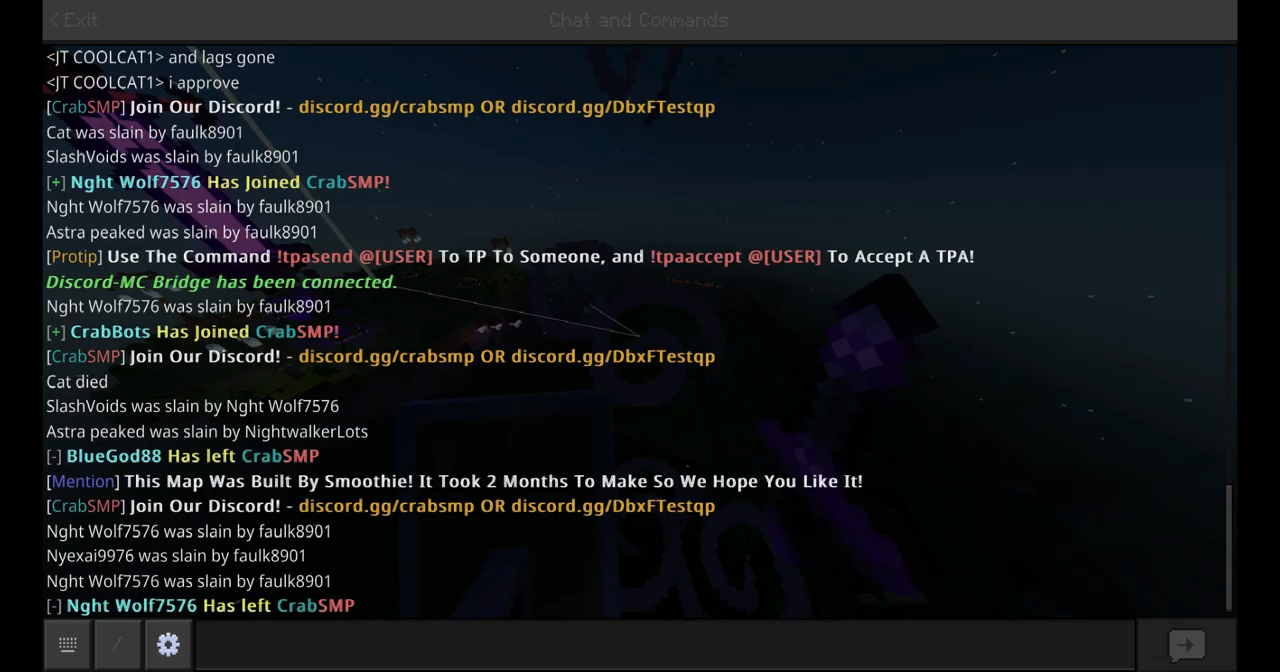 Exit
Chat and Commands
<JT COOLCAT1> and lags gone
<JT COOLCAT1> i approve
[CrabSMP] Join Our Discord! - discord.gg/crabsmp OR discord.gg/DbxFTestqp
Cat was slain by faulk8901
SlashVoids was slain by faulk8901
[+] Nght Wolf7576 Has Joined CrabSMP!
Nght Wolf7576 was slain by faulk8901
Astra peaked was slain by faulk8901
[Protip] Use The Command !tpasend @[USER] To TP To Someone, and !tpaaccept @[USER] To Accept A TPA!
Discord-MC Bridge has been connected.
Nght Wolf7576 was slain by faulk8901
[+] CrabBots Has Joined CrabSMP!
[CrabSMP] Join Our Discord! - discord.gg/crabsmp OR discord.gg/DbxFTestqp
Cat died
SlashVoids was slain by Nght Wolf7576
Astra peaked was slain by NightwalkerLots
[-] BlueGod88 Has left CrabSMP
[Mention] This Map Was Built By Smoothie! It Took 2 Months To Make So We Hope You Like It!
[CrabSMP] Join Our Discord! - discord.gg/crabsmp OR discord.gg/DbxFTestqp
Nght Wolf7576 was slain by faulk8901
Nyexai9976 was slain by faulk8901
Nght Wolf7576 was slain by faulk8901
[-] Nght Wolf7576 Has left CrabSMP
/